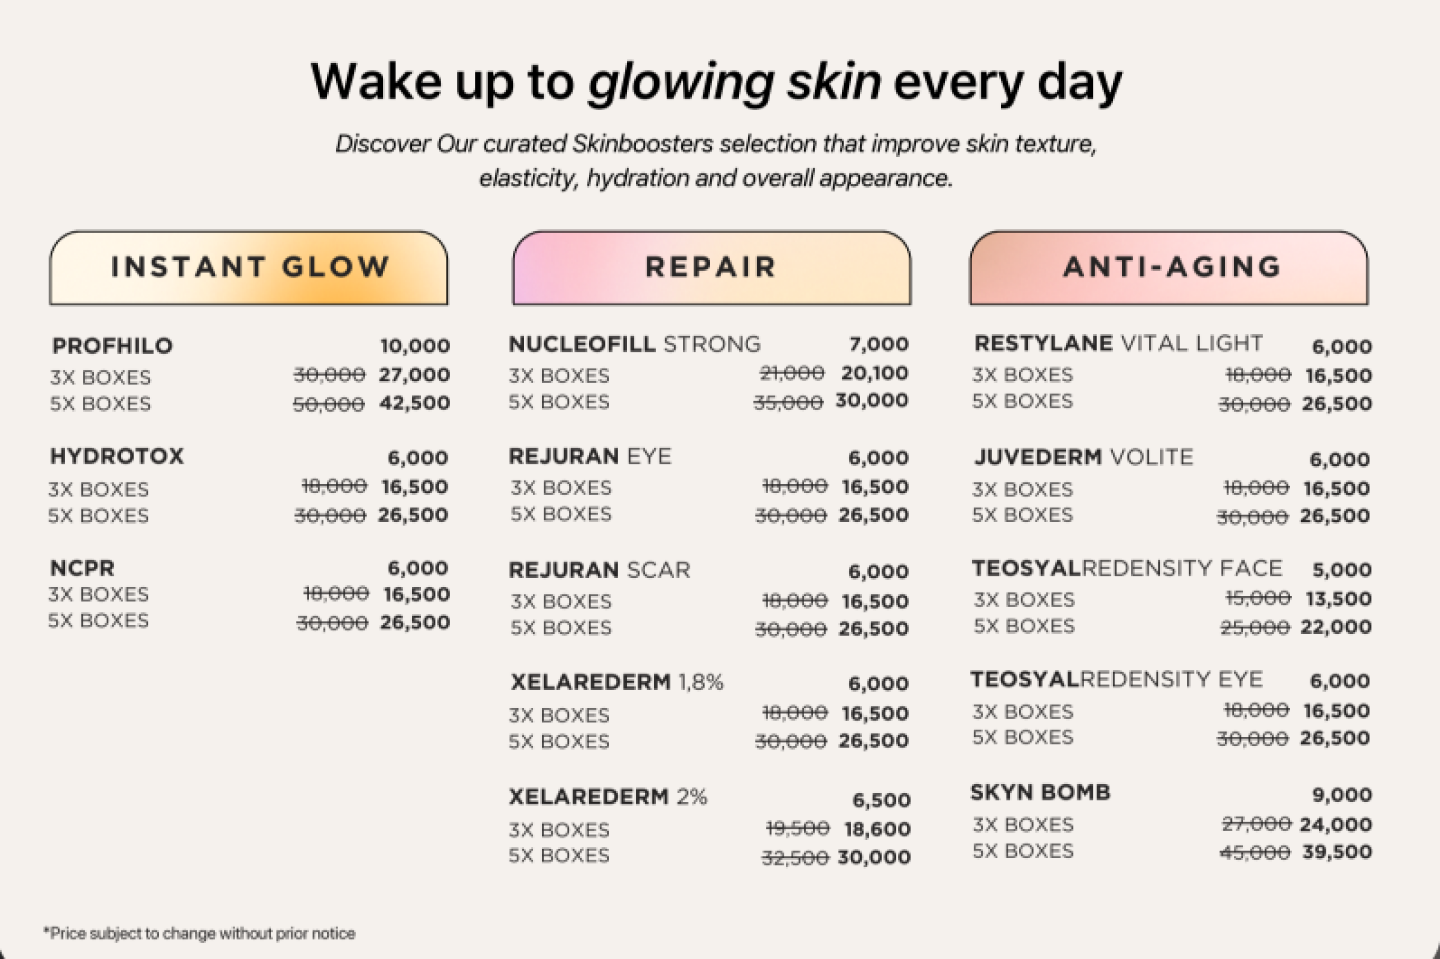 Wake up to glowing skin every day
Discover Our curated Skinboosters selection that improve skin texture,
elasticity, hydration and overall appearance.
INSTANT GLOW
PROFHILO 10,000
3X BOXES 30,000 27,000
5X BOXES 50,000 42,500
HYDROTOX 6,000
3X BOXES 18,000 16,500
5X BOXES 30,000 26,500
NCPR 6,000
3X BOXES 18,000 16,500
5X BOXES 30,000 26,500
REPAIR
NUCLEOFILL STRONG 7,000
3X BOXES 21,000 20,100
5X BOXES 35,000 30,000
REJURAN EYE 6,000
3X BOXES 18,000 16,500
5X BOXES 30,000 26,500
REJURAN SCAR 6,000
3X BOXES 18,000 16,500
5X BOXES 30,000 26,500
XELAREDERM 1,8% 6,000
3X BOXES 18,000 16,500
5X BOXES 30,000 26,500
XELAREDERM 2% 6,500
3X BOXES 19,500 18,600
5X BOXES 32,500 30,000
ANTI-AGING
RESTYLANE VITAL LIGHT 6,000
3X BOXES 18,000 16,500
5X BOXES 30,000 26,500
JUVEDERM VOLITE 6,000
3X BOXES 18,000 16,500
5X BOXES 30,000 26,500
TEOSYALREDENSITY FACE 5,000
3X BOXES 15,000 13,500
5X BOXES 25,000 22,000
TEOSYALREDENSITY EYE 6,000
3X BOXES 18,000 16,500
5X BOXES 30,000 26,500
SKYN BOMB 9,000
3X BOXES 27,000 24,000
5X BOXES 45,000 39,500
*Price subject to change without prior notice